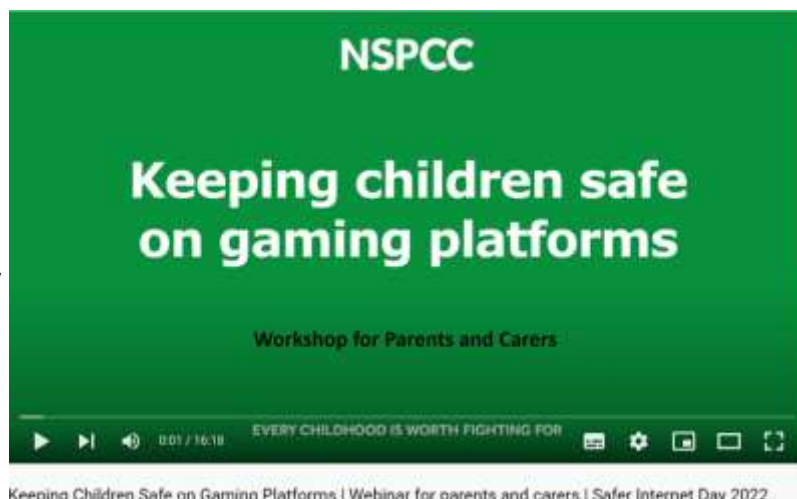 NSPCC
Keeping children safe
on gaming platforms
Workshop for Parents and Carers
0:01 / 16:18
EVERY CHILDHOOD IS WORTH FIGHTING FOR
Keeping Children Safe on Gaming Platforms | Webinar for parents and carers | Safer Internet Day 2022